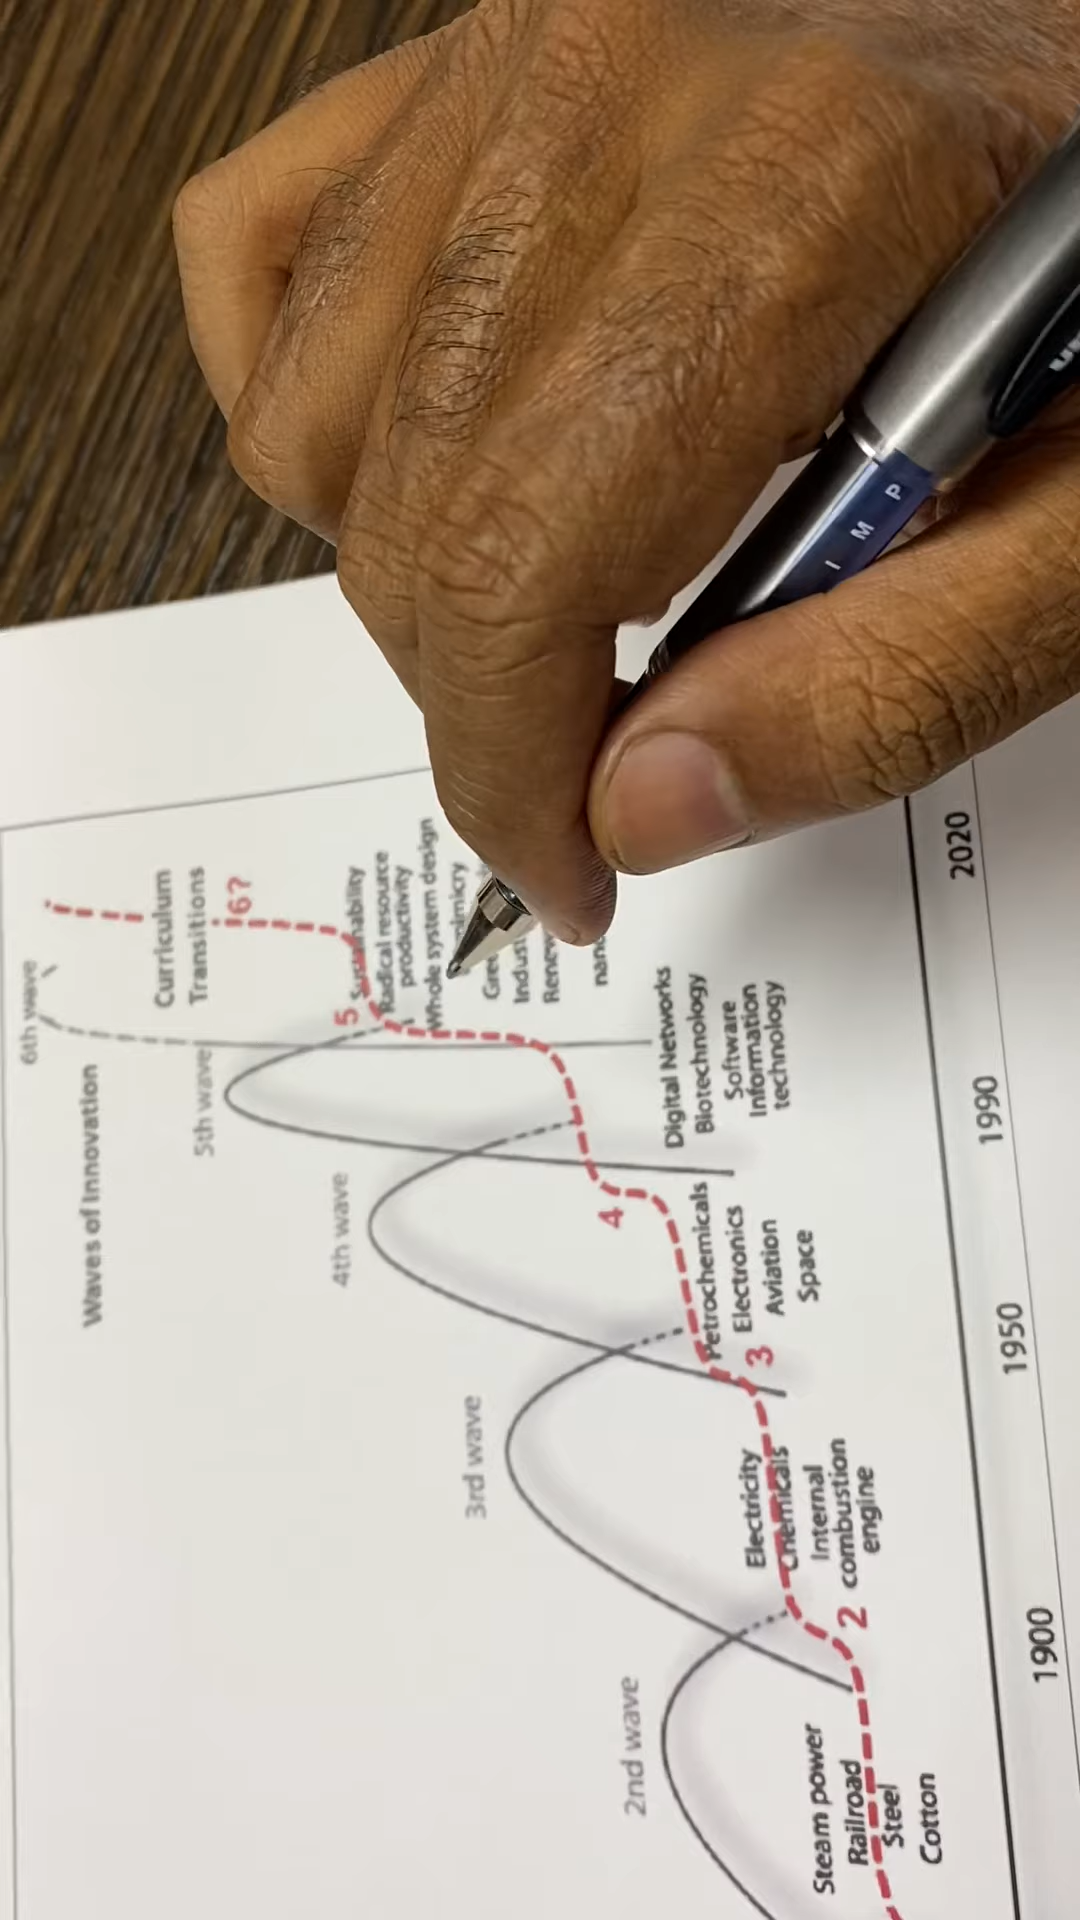 6th wave
Waves of Innovation
Curriculum
Transitions
6?
5th wave
4th wave
3rd wave
2nd wave
5
Sustainability
Radical resource
productivity
Whole system design
Digital Networks
Biotechnology
Software
Information
technology
4
Petrochemicals
Electronics
Aviation
Space
3
Electricity
Chemicals
Internal
combustion
engine
2
Steam power
Railroad
Steel
Cotton
1900
1950
1990
2020
I M P